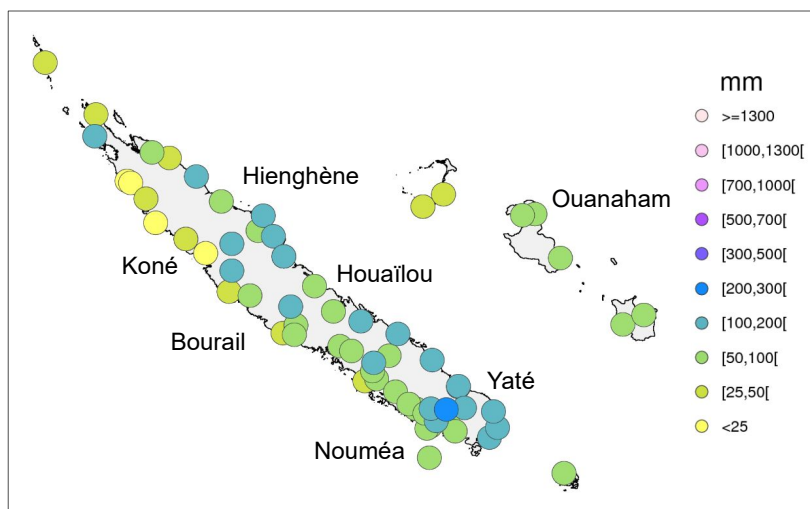 mm
>=1300
[1000,1300[
[700,1000[
[500,700[
[300,500[
[200,300[
[100,200[
[50,100[
[25,50[
<25
Hienghène
Ouanaham
Koné
Houaïlou
Bourail
Yaté
Nouméa